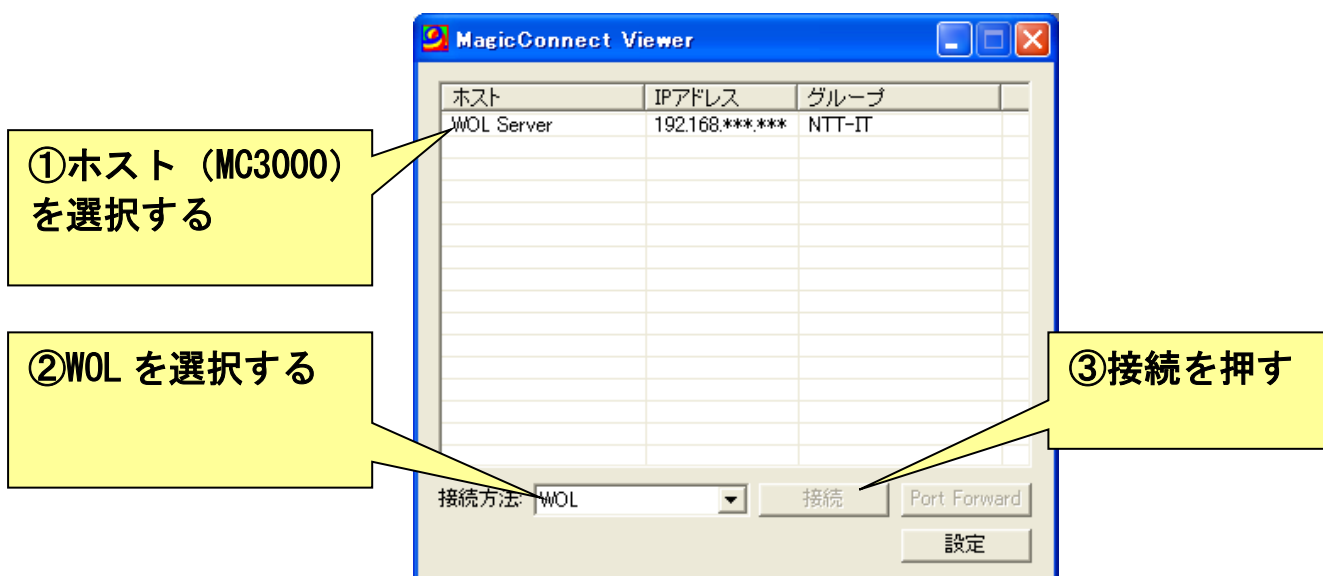 MagicConnect Viewer
ホスト IPアドレス グループ
WOL Server 192.168.***.*** NTT-IT
①ホスト（MC3000）
を選択する
②WOL を選択する
③接続を押す
接続方法: WOL 接続 Port Forward
設定